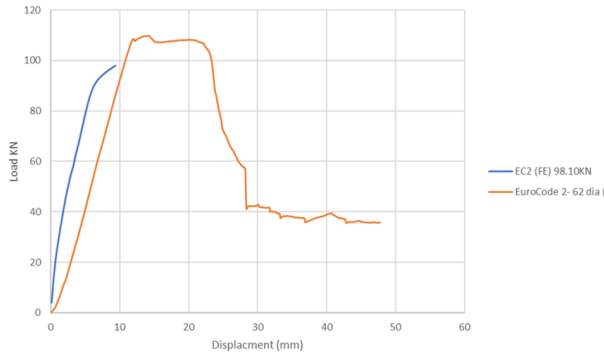 120
100
80
60
40
20
0
Load KN
0 10 20 30 40 50 60
Displacment (mm)
EC2 (FE) 98.10KN
EuroCode 2- 62 dia (